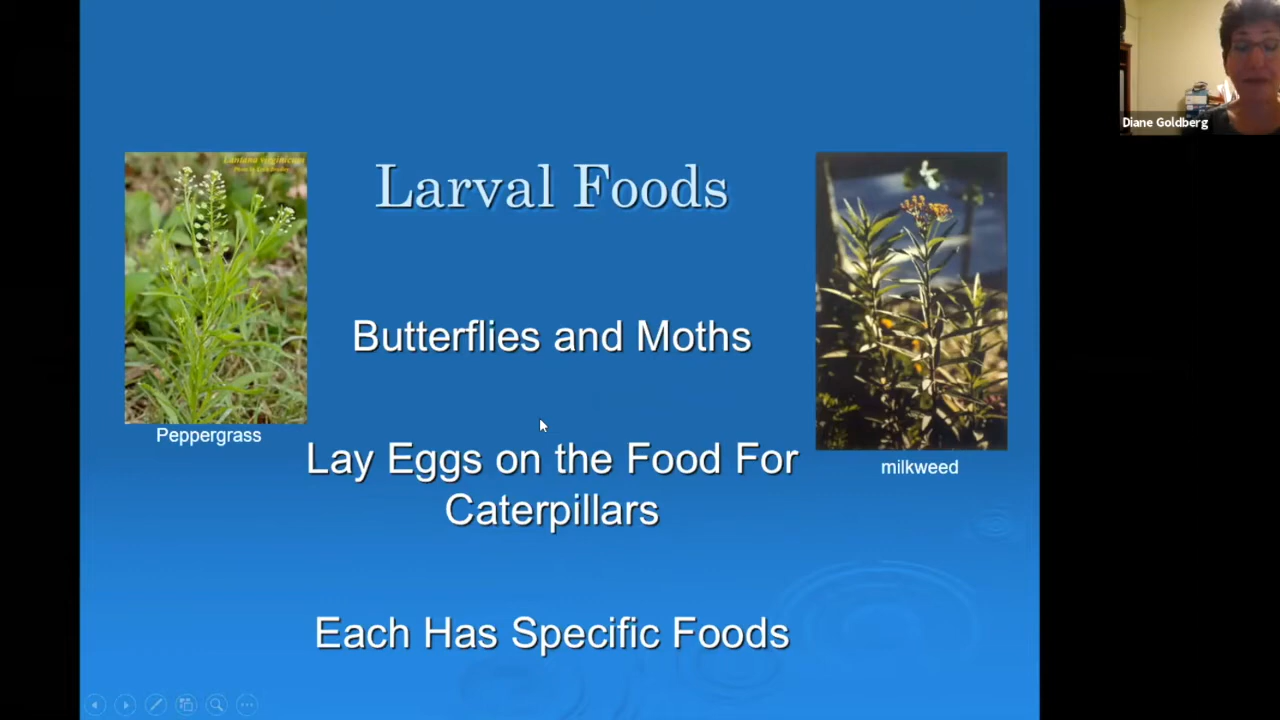 Diane Goldberg
Larval Foods
Butterflies and Moths
Peppergrass
Lay Eggs on the Food For
Caterpillars
milkweed
Each Has Specific Foods